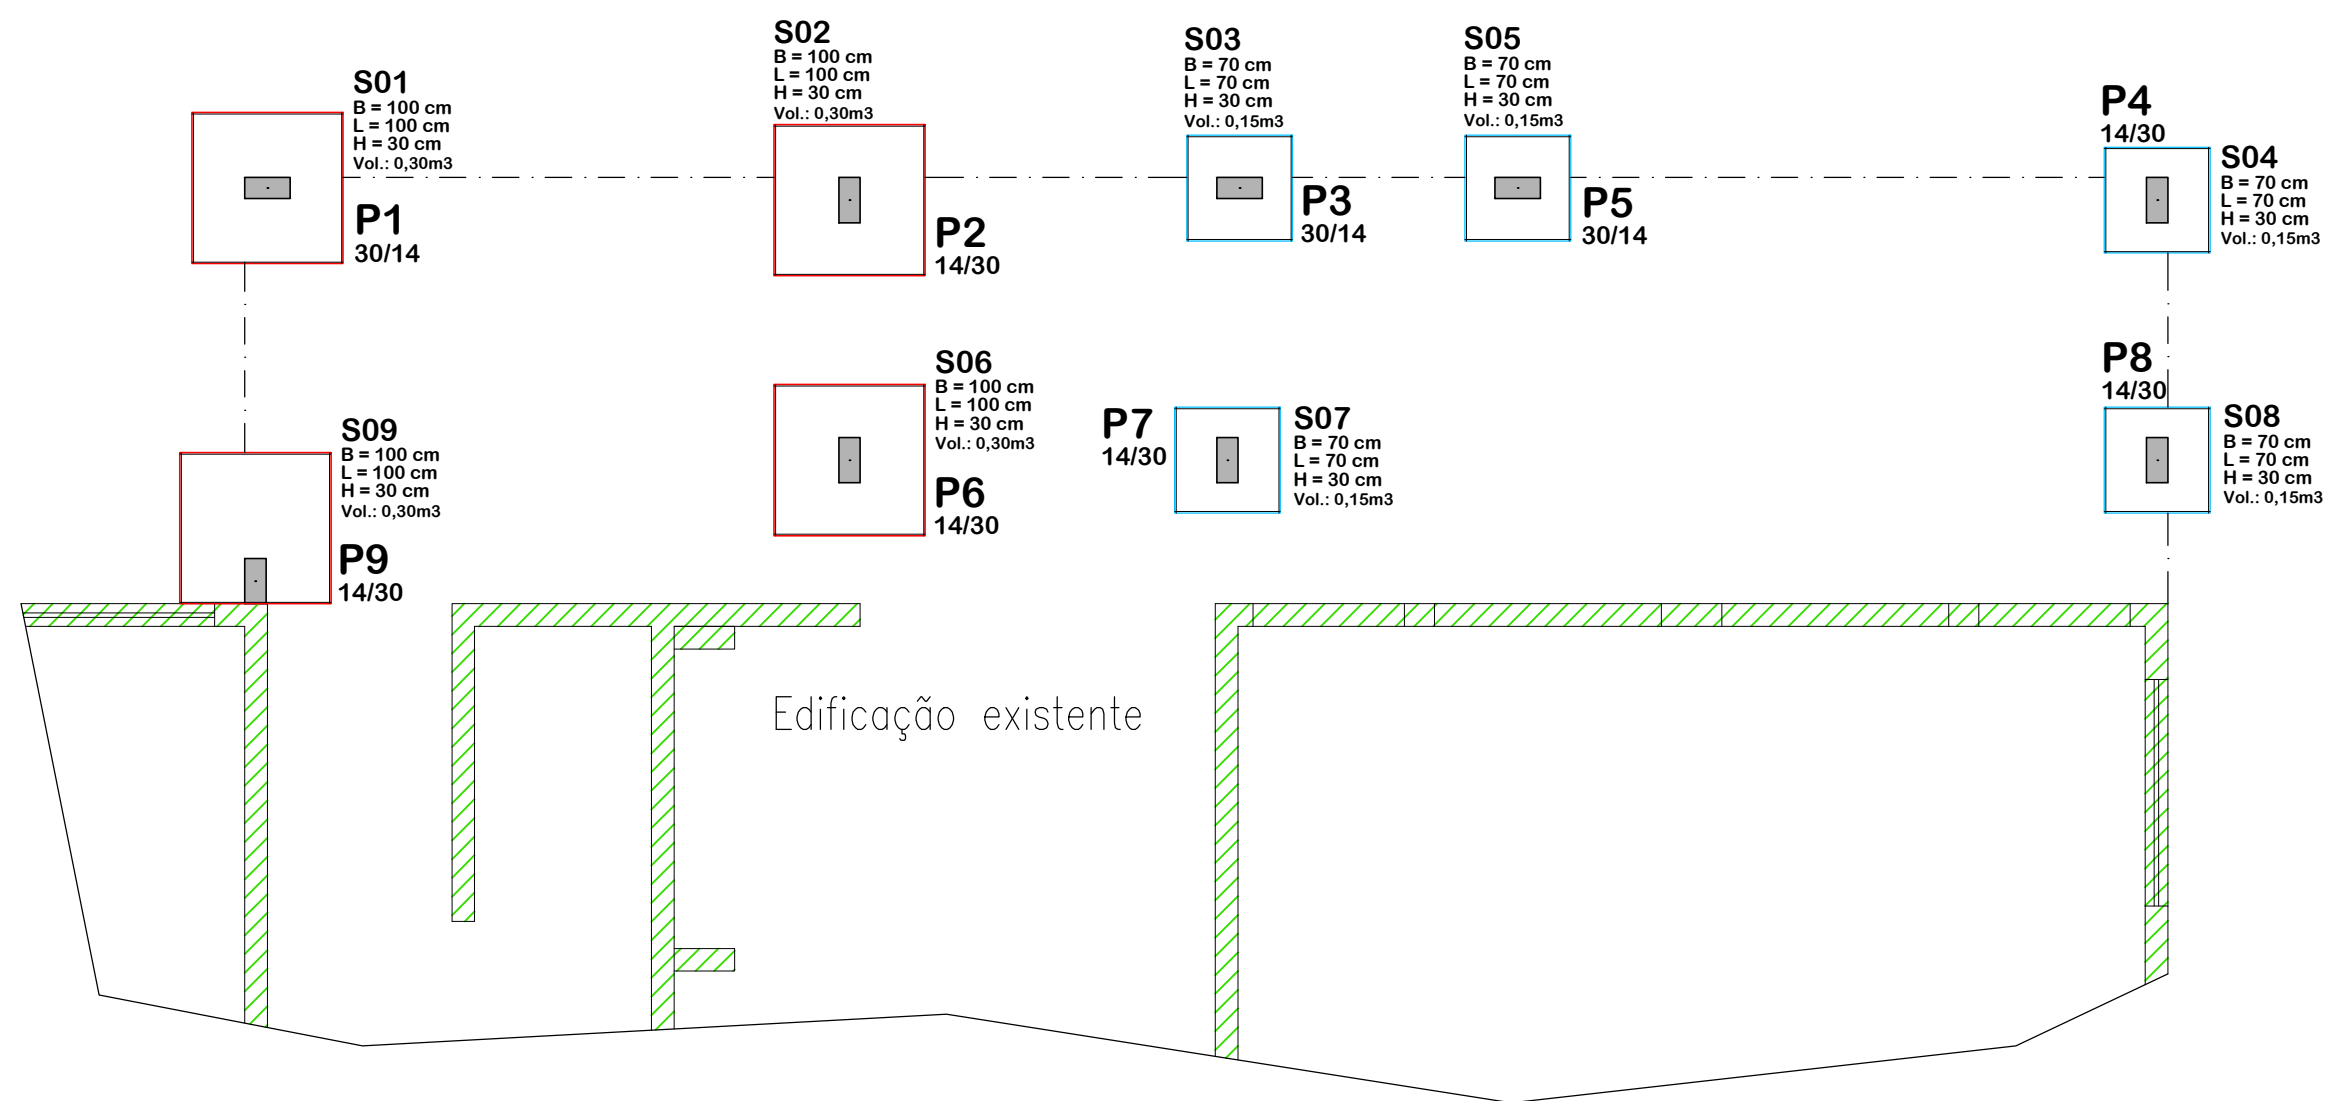 S01
B = 100 cm
L = 100 cm
H = 30 cm
Vol.: 0,30m3
P1
30/14
S02
B = 100 cm
L = 100 cm
H = 30 cm
Vol.: 0,30m3
P2
14/30
S03
B = 70 cm
L = 70 cm
H = 30 cm
Vol.: 0,15m3
P3
30/14
S05
B = 70 cm
L = 70 cm
H = 30 cm
Vol.: 0,15m3
P5
30/14
P4
14/30
S04
B = 70 cm
L = 70 cm
H = 30 cm
Vol.: 0,15m3
S09
B = 100 cm
L = 100 cm
H = 30 cm
Vol.: 0,30m3
P9
14/30
S06
B = 100 cm
L = 100 cm
H = 30 cm
Vol.: 0,30m3
P6
14/30
P7
14/30
S07
B = 70 cm
L = 70 cm
H = 30 cm
Vol.: 0,15m3
P8
14/30
S08
B = 70 cm
L = 70 cm
H = 30 cm
Vol.: 0,15m3
Edificação existente